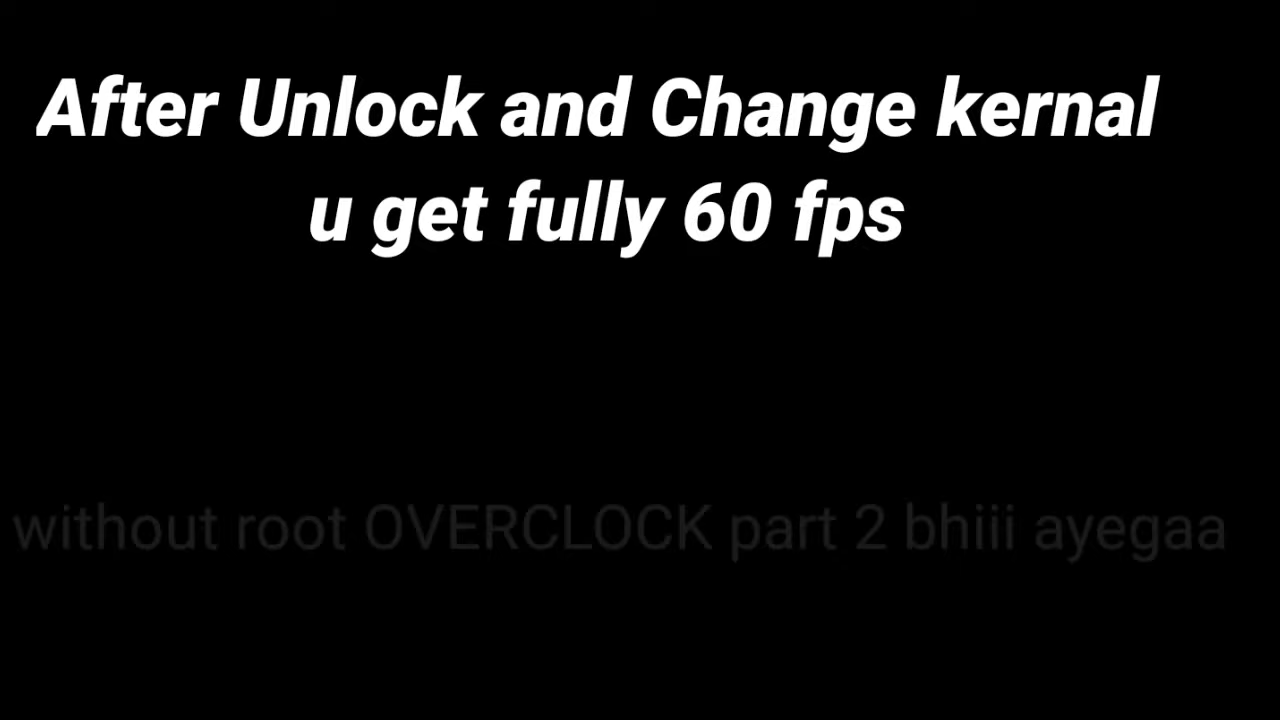 After Unlock and Change kernal
u get fully 60 fps
without root OVERCLOCK part 2 bhiii ayegaa